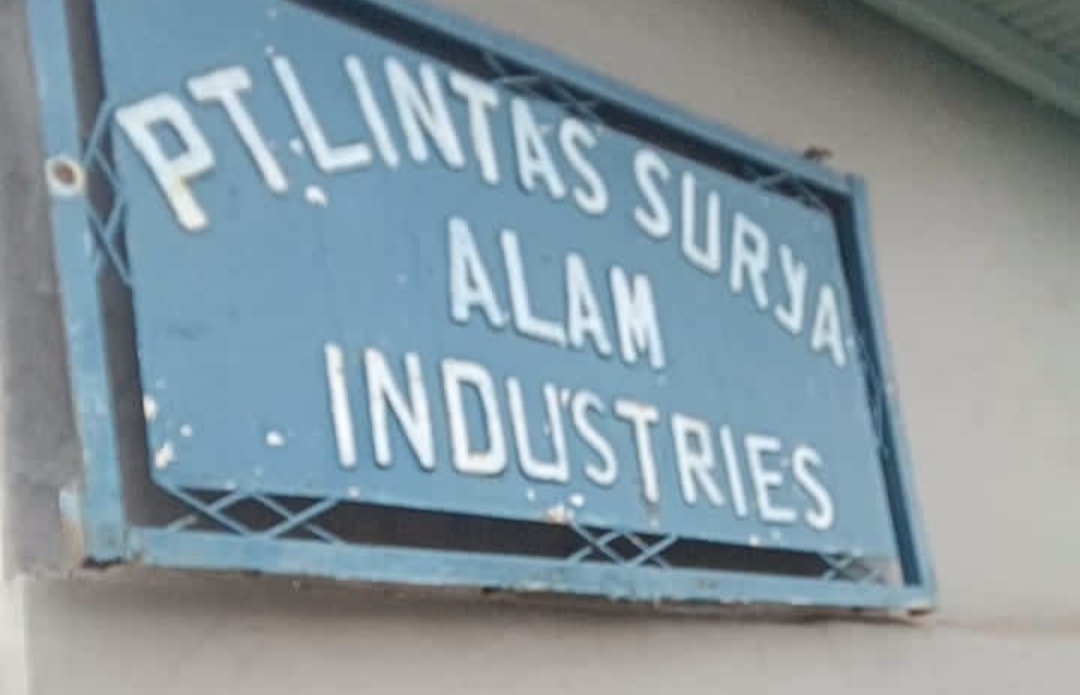 PT. LINTAS SURYA
ALAM
INDUSTRIES